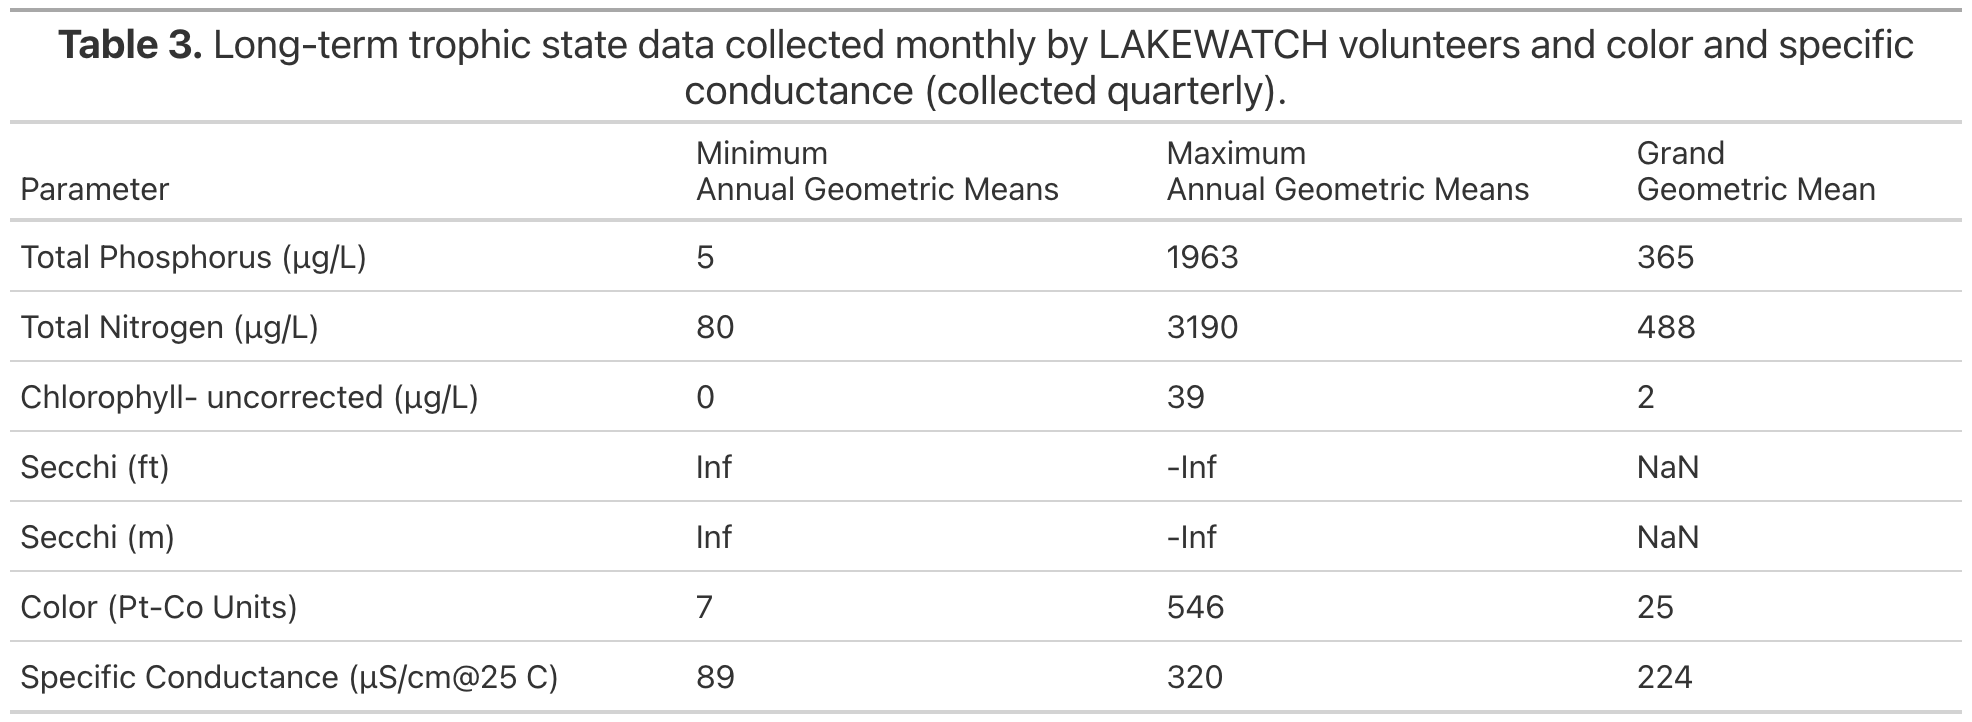 Table 3. Long-term trophic state data collected monthly by LAKEWATCH volunteers and color and specific
conductance (collected quarterly).
Parameter Minimum Annual Geometric Means Maximum Annual Geometric Means Grand Geometric Mean
Total Phosphorus (µg/L) 5 1963 365
Total Nitrogen (µg/L) 80 3190 488
Chlorophyll- uncorrected (µg/L) 0 39 2
Secchi (ft) Inf -Inf NaN
Secchi (m) Inf -Inf NaN
Color (Pt-Co Units) 7 546 25
Specific Conductance (µS/cm@25 C) 89 320 224